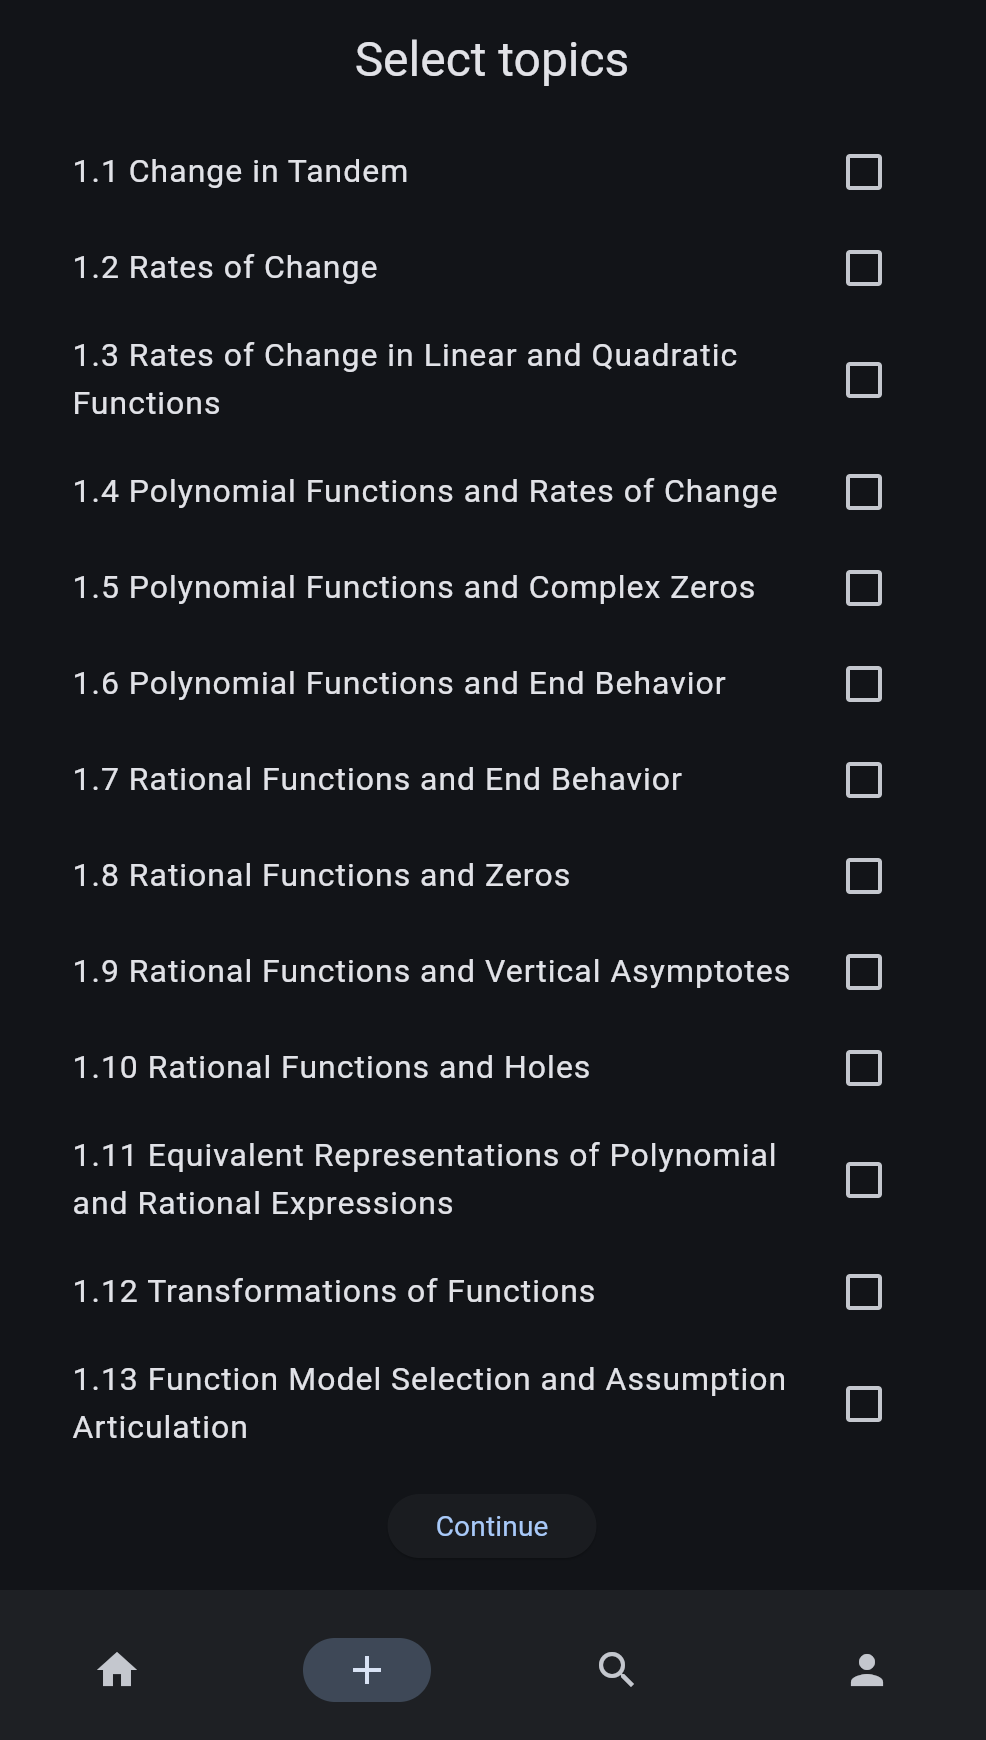 Select topics
1.1 Change in Tandem
1.2 Rates of Change
1.3 Rates of Change in Linear and Quadratic
Functions
1.4 Polynomial Functions and Rates of Change
1.5 Polynomial Functions and Complex Zeros
1.6 Polynomial Functions and End Behavior
1.7 Rational Functions and End Behavior
1.8 Rational Functions and Zeros
1.9 Rational Functions and Vertical Asymptotes
1.10 Rational Functions and Holes
1.11 Equivalent Representations of Polynomial
and Rational Expressions
1.12 Transformations of Functions
1.13 Function Model Selection and Assumption
Articulation
Continue